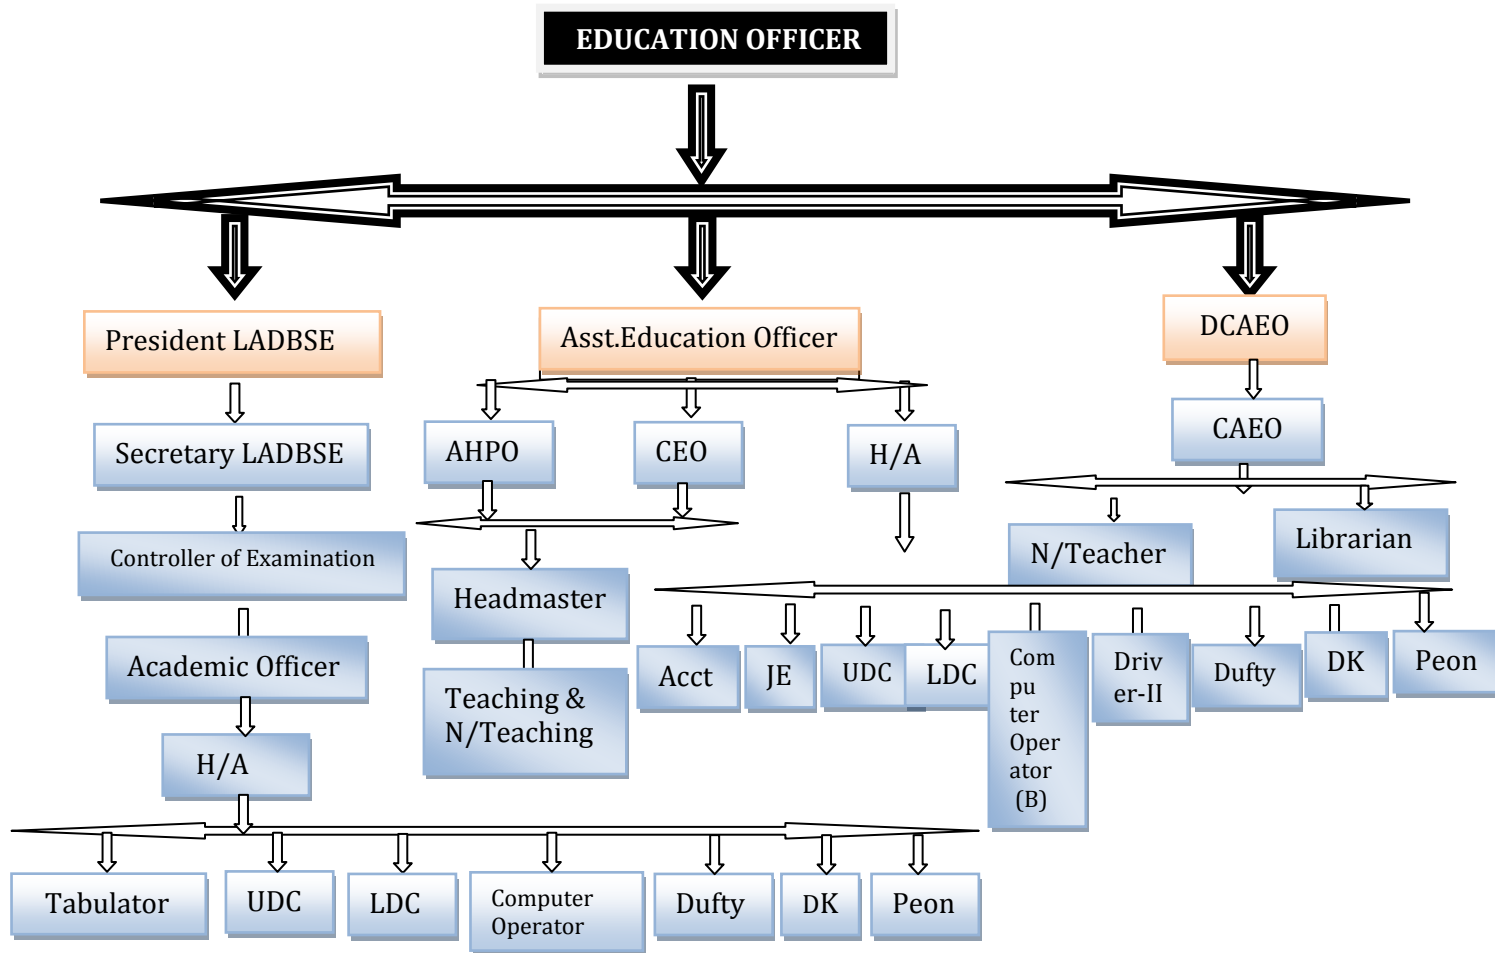 EDUCATION OFFICER
President LADBSE
Asst.Education Officer
DCAEO
Secretary LADBSE
AHPO
CEO
H/A
CAEO
Controller of Examination
Headmaster
N/Teacher
Librarian
Academic Officer
Teaching &
N/Teaching
Acct
JE
UDC
LDC
Com
pu
ter
Oper
ator
(B)
Driv
er-II
Dufty
DK
Peon
H/A
Tabulator
UDC
LDC
Computer
Operator
Dufty
DK
Peon